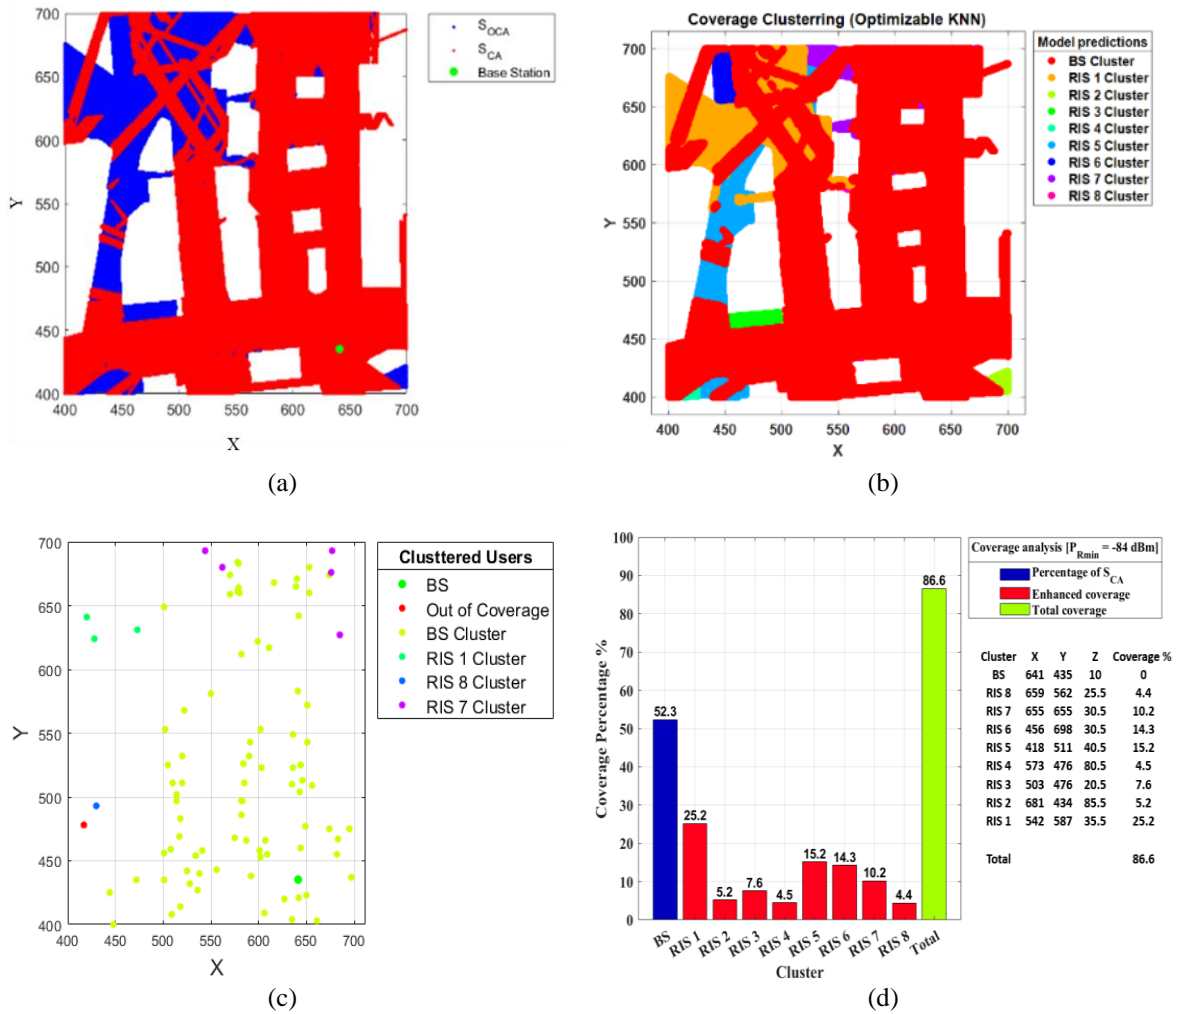 S_OCA
S_CA
Base Station
700
650
600
550
500
450
400
Y
400 450 500 550 600 650 700
X
(a)
Coverage Clusterring (Optimizable KNN)
Model predictions
BS Cluster
RIS 1 Cluster
RIS 2 Cluster
RIS 3 Cluster
RIS 4 Cluster
RIS 5 Cluster
RIS 6 Cluster
RIS 7 Cluster
RIS 8 Cluster
700
650
600
550
500
450
400
Y
400 450 500 550 600 650 700
X
(b)
Clusttered Users
BS
Out of Coverage
BS Cluster
RIS 1 Cluster
RIS 8 Cluster
RIS 7 Cluster
700
650
600
550
500
450
400
Y
400 450 500 550 600 650 700
X
(c)
Coverage analysis [P_Rmin = -84 dBm]
Percentage of S_CA
Enhanced coverage
Total coverage
100
90
80
70
60
50
40
30
20
10
0
Coverage Percentage %
52.3 25.2 5.2 7.6 4.5 15.2 14.3 10.2 4.4 86.6
BS RIS 1 RIS 2 RIS 3 RIS 4 RIS 5 RIS 6 RIS 7 RIS 8 Total
Cluster
Cluster X Y Z Coverage %
BS 641 435 10 0
RIS 8 659 562 25.5 4.4
RIS 7 655 655 30.5 10.2
RIS 6 456 698 30.5 14.3
RIS 5 418 511 40.5 15.2
RIS 4 573 476 80.5 4.5
RIS 3 503 476 20.5 7.6
RIS 2 681 434 85.5 5.2
RIS 1 542 587 35.5 25.2
Total 86.6
(d)